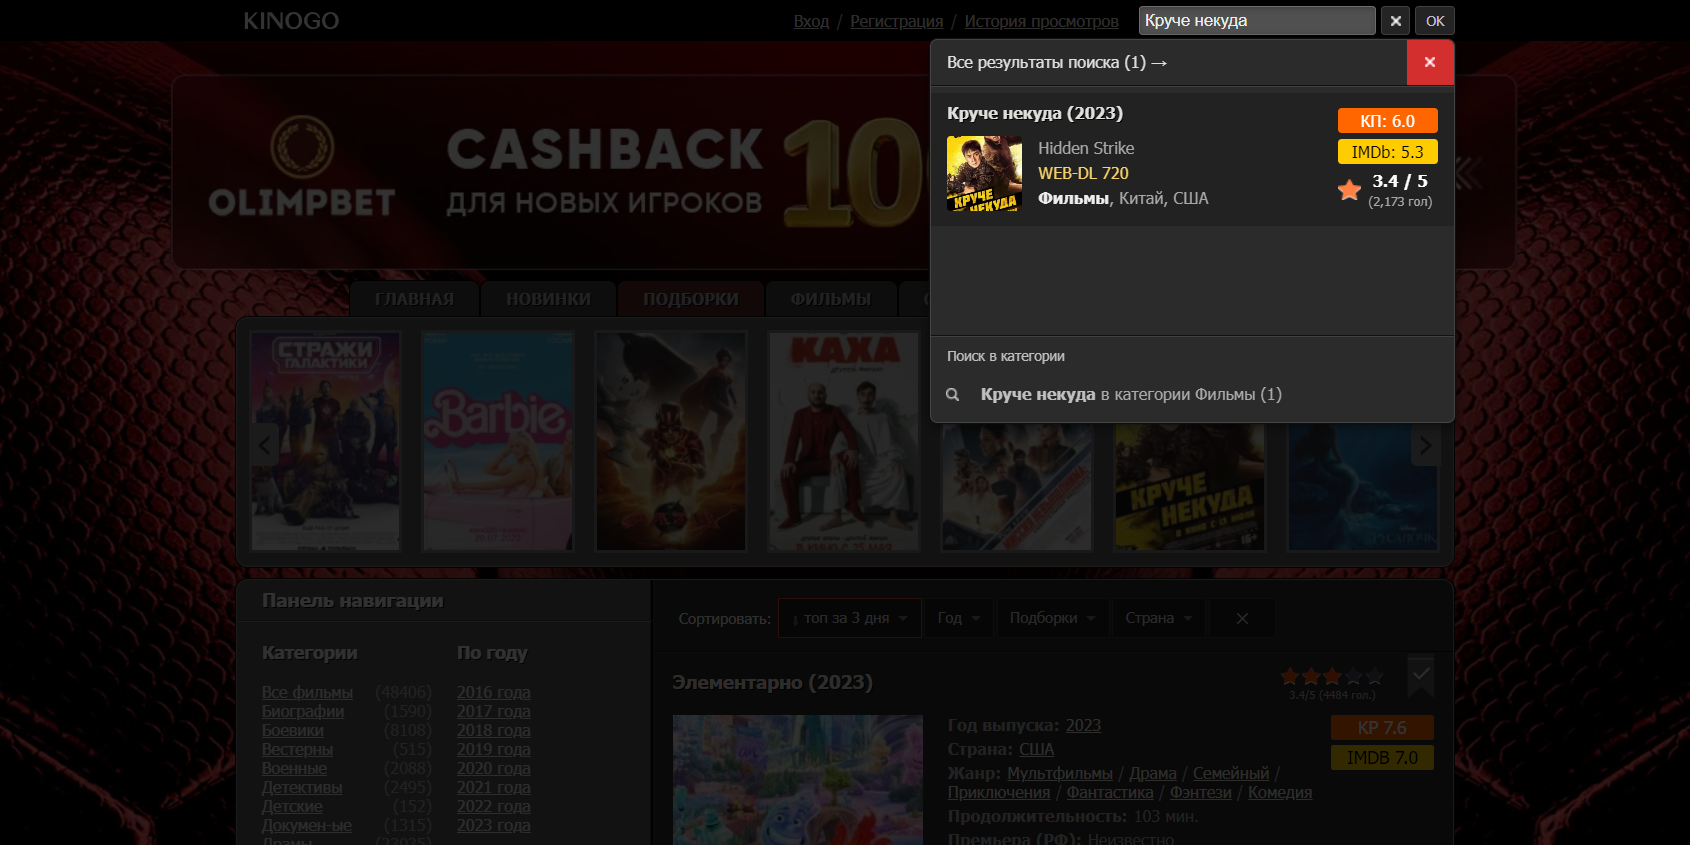 KINOGO
Вход / Регистрация / История просмотров
Круче некуда
OK
Все результаты поиска (1) →
Круче некуда (2023)
Hidden Strike
WEB-DL 720
Фильмы, Китай, США
КП: 6.0
IMDb: 5.3
3.4 / 5
(2,173 гол)
КРУЧЕ
НЕКУДА
Поиск в категории
Круче некуда в категории Фильмы (1)
OLIMPBET
CASHBACK
ДЛЯ НОВЫХ ИГРОКОВ
ГЛАВНАЯ
НОВИНКИ
ПОДБОРКИ
ФИЛЬМЫ
СТРАЖИ
ГАЛАКТИКИ
Barbie
КАХА
КРУЧЕ
НЕКУДА
Панель навигации
Категории
Все фильмы (48406)
Биографии (1590)
Боевики (8108)
Вестерны (515)
Военные (2088)
Детективы (2495)
Детские (152)
Докумен-ые (1315)
По году
2016 года
2017 года
2018 года
2019 года
2020 года
2021 года
2022 года
2023 года
Сортировать: ↓ топ за 3 дня
Год
Подборки
Страна
Элементарно (2023)
3.4/5 (4484 гол.)
Год выпуска: 2023
Страна: США
Жанр: Мультфильмы / Драма / Семейный /
Приключения / Фантастика / Фэнтези / Комедия
Продолжительность: 103 мин.
Премьера (РФ): Неизвестно
KP 7.6
IMDB 7.0